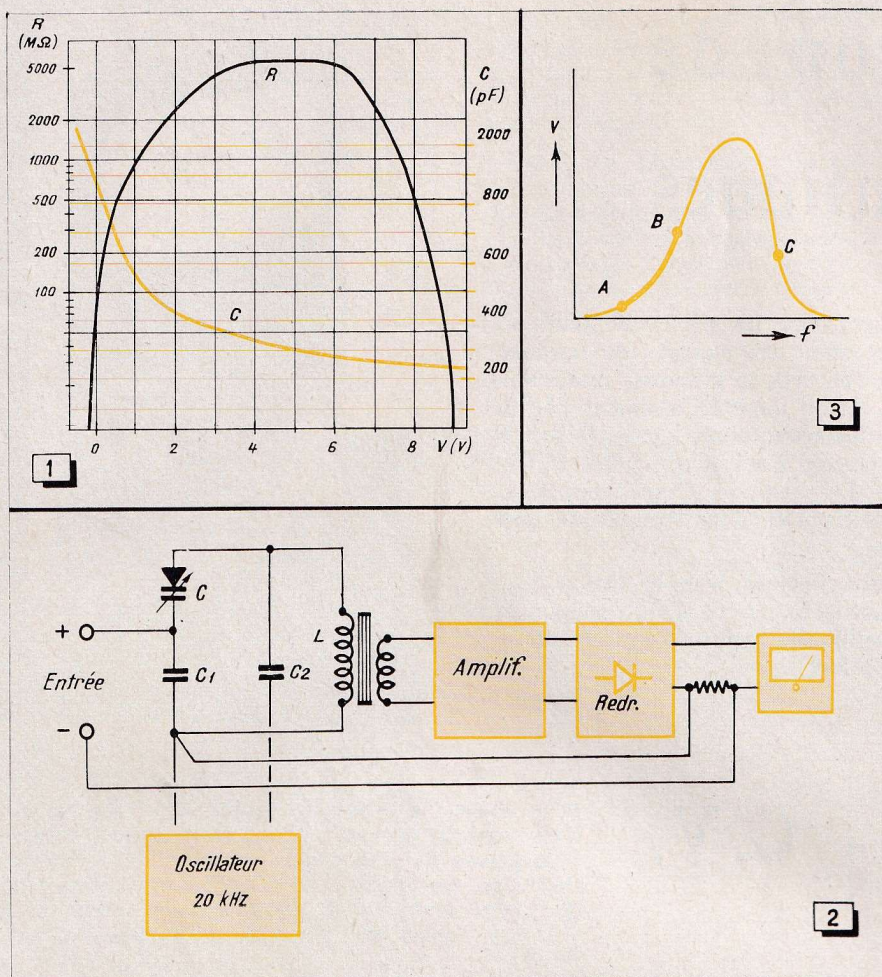 R
(MΩ)
5000
2000
1000
500
200
100
R
C
C
(pF)
2000
800
600
400
200
0 2 4 6 8 V(v)
1
V
A
B
C
f
3
C
+
Entrée
-
C1
C2
L
Amplif.
Redr.
Oscillateur
20 kHz
2